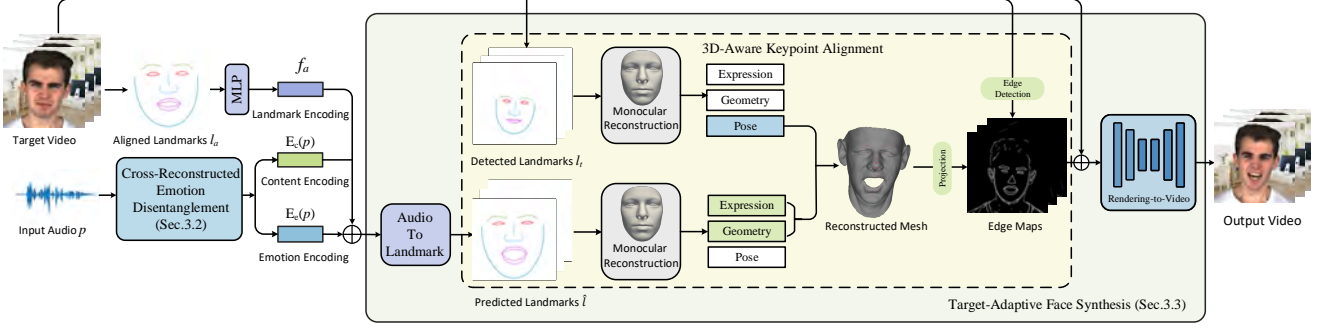 Target Video
Aligned Landmarks l_a
MLP
f_a
Landmark Encoding
E_c(p)
Content Encoding
E_e(p)
Emotion Encoding
Input Audio p
Cross-Reconstructed
Emotion
Disentanglement
(Sec.3.2)
Audio
To
Landmark
3D-Aware Keypoint Alignment
Detected Landmarks l_t
Monocular
Reconstruction
Expression
Geometry
Pose
Predicted Landmarks l̂
Monocular
Reconstruction
Expression
Geometry
Pose
Reconstructed Mesh
Projection
Edge
Detection
Edge Maps
Rendering-to-Video
Output Video
Target-Adaptive Face Synthesis (Sec.3.3)